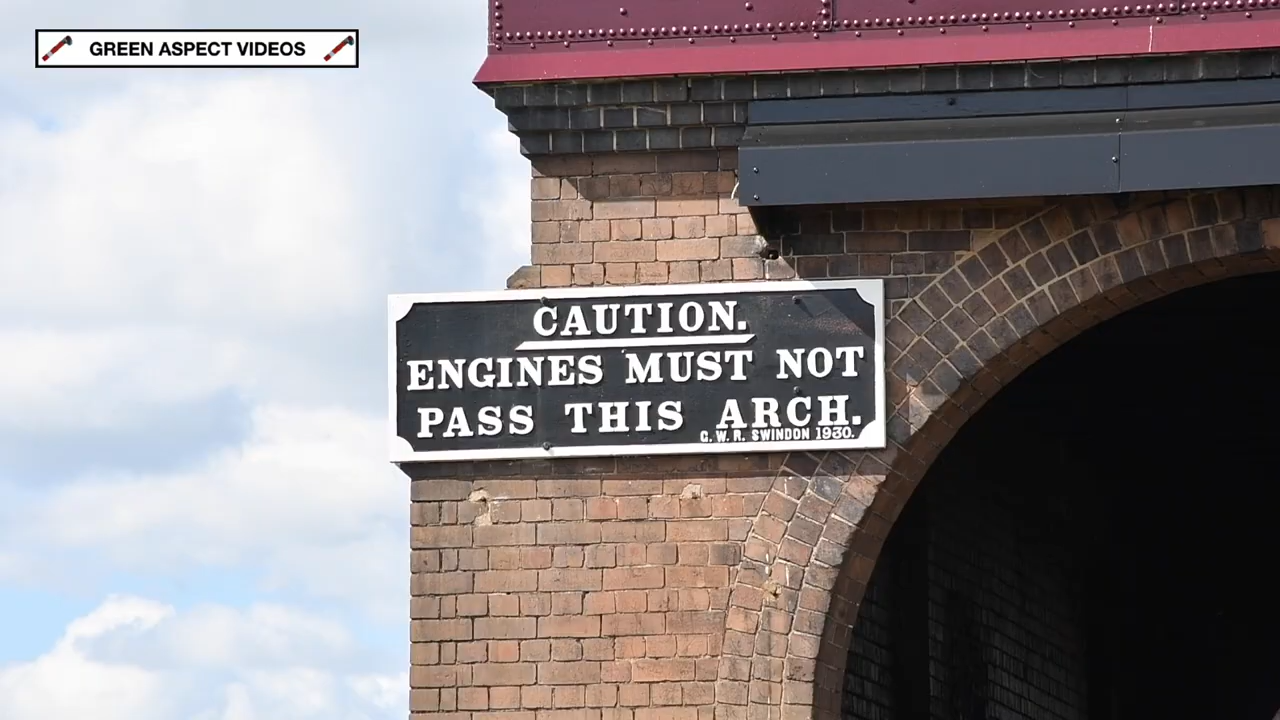 GREEN ASPECT VIDEOS
CAUTION.
ENGINES MUST NOT
PASS THIS ARCH.
G. W. R. SWINDON 1930.